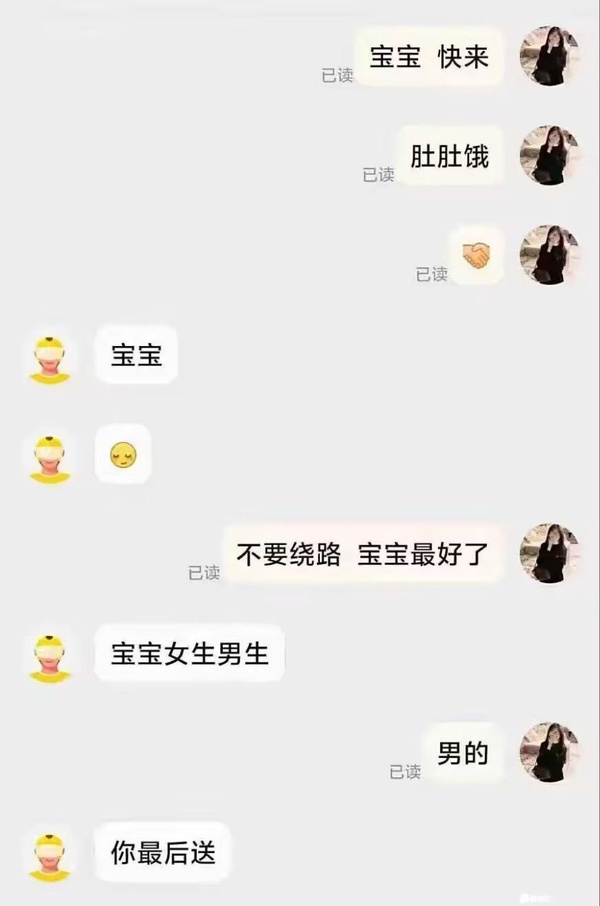 宝宝 快来
已读
肚肚饿
已读
已读
宝宝
不要绕路 宝宝最好了
已读
宝宝女生男生
男的
已读
你最后送